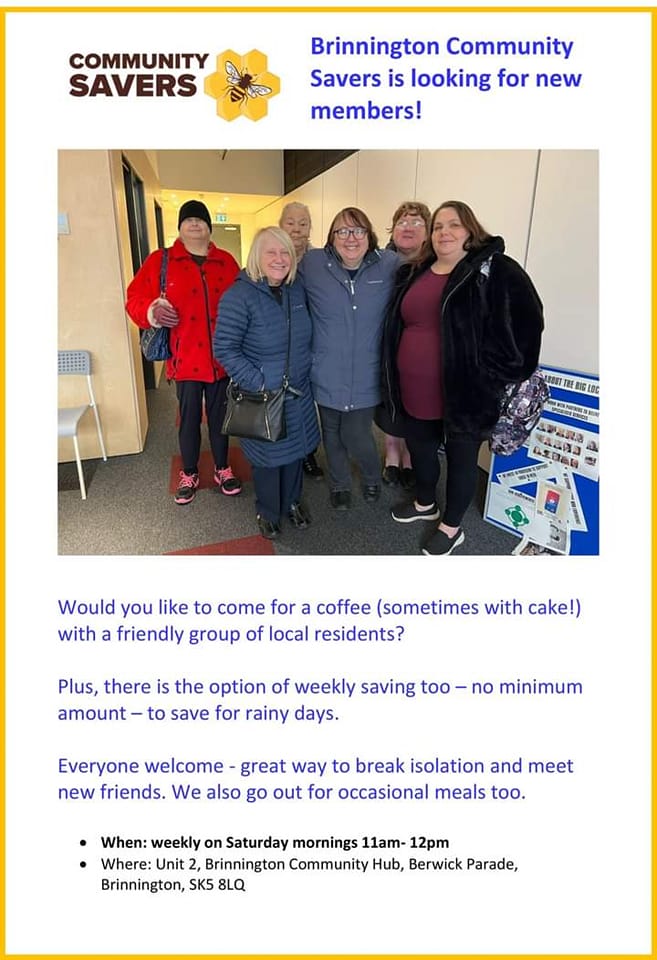 COMMUNITY
SAVERS
Brinnington Community
Savers is looking for new
members!
ABOUT THE BIG LOC
Would you like to come for a coffee (sometimes with cake!)
with a friendly group of local residents?
Plus, there is the option of weekly saving too – no minimum
amount – to save for rainy days.
Everyone welcome - great way to break isolation and meet
new friends. We also go out for occasional meals too.
• When: weekly on Saturday mornings 11am- 12pm
• Where: Unit 2, Brinnington Community Hub, Berwick Parade,
Brinnington, SK5 8LQ